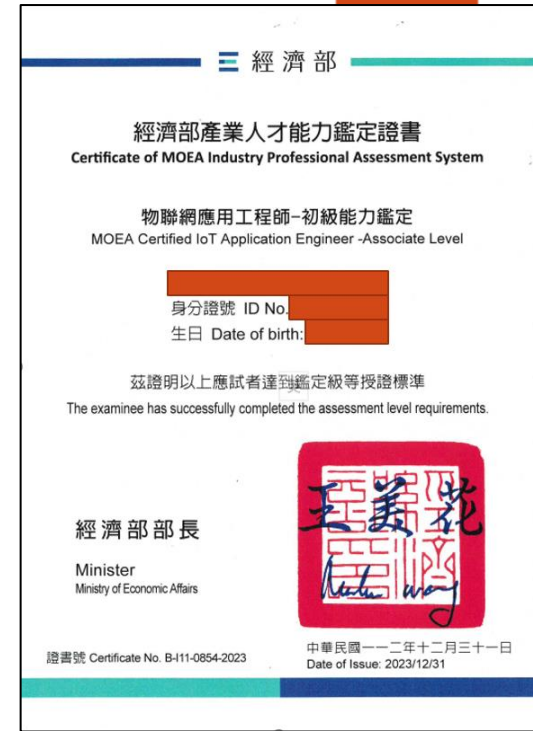 經濟部
經濟部產業人才能力鑑定證書
Certificate of MOEA Industry Professional Assessment System
物聯網應用工程師-初級能力鑑定
MOEA Certified IoT Application Engineer -Associate Level
身分證號 ID No.
生日 Date of birth:
茲證明以上應試者達到鑑定級等授證標準
The examinee has successfully completed the assessment level requirements.
經濟部部長
Minister
Ministry of Economic Affairs
王美花
證書號 Certificate No. B-I11-0854-2023
中華民國一一二年十二月三十一日
Date of Issue: 2023/12/31